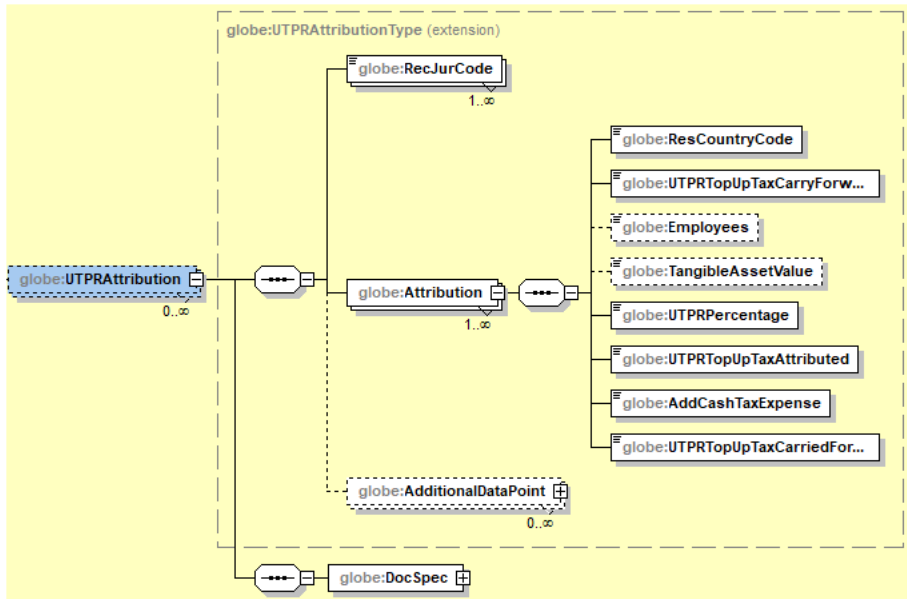 globe:UTPRAttributionType (extension)
globe:RecJurCode
1..∞
globe:ResCountryCode
globe:UTPRTopUpTaxCarryForw...
globe:Employees
globe:TangibleAssetValue
globe:UTPRAttribution
0..∞
globe:Attribution
1..∞
globe:UTPRPercentage
globe:UTPRTopUpTaxAttributed
globe:AddCashTaxExpense
globe:UTPRTopUpTaxCarriedFor...
globe:AdditionalDataPoint
0..∞
globe:DocSpec